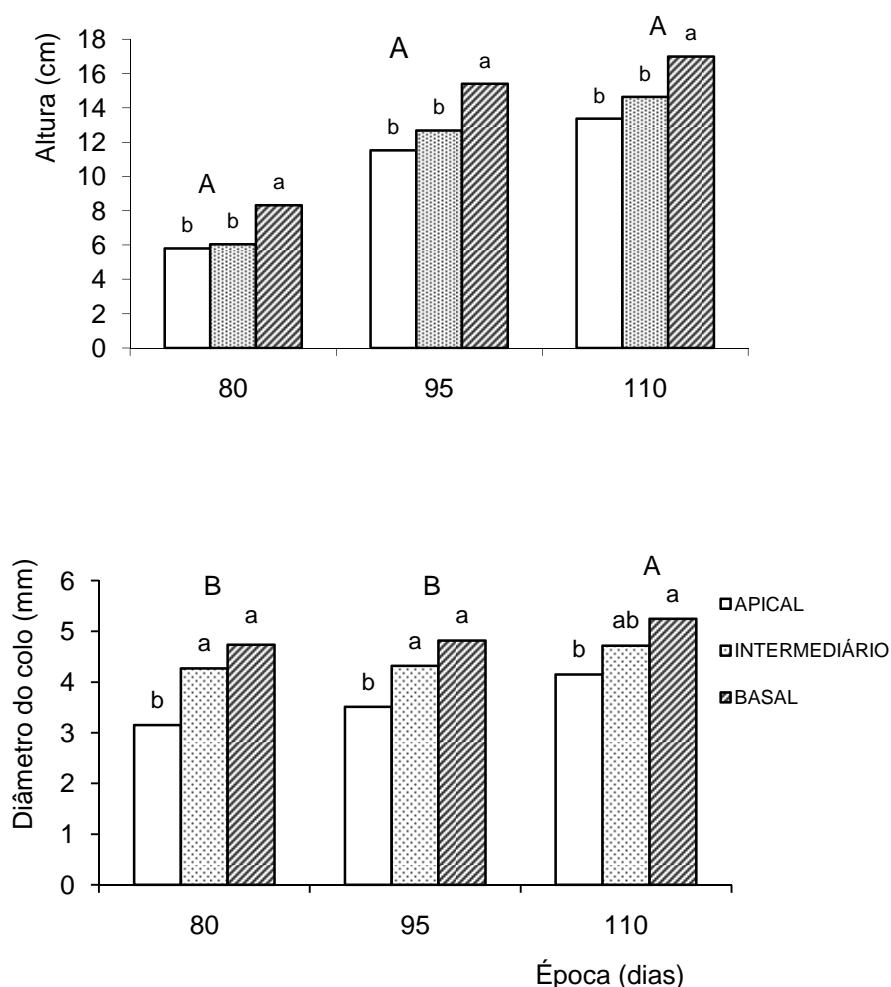 Altura (cm)
18
16
14
12
10
8
6
4
2
0
A
b
b
a
A
b
b
a
A
b
b
a
80
95
110
Diâmetro do colo (mm)
6
5
4
3
2
1
0
B
b
a
a
B
b
a
a
A
b
ab
a
80
95
110
Época (dias)
APICAL
INTERMEDIÁRIO
BASAL